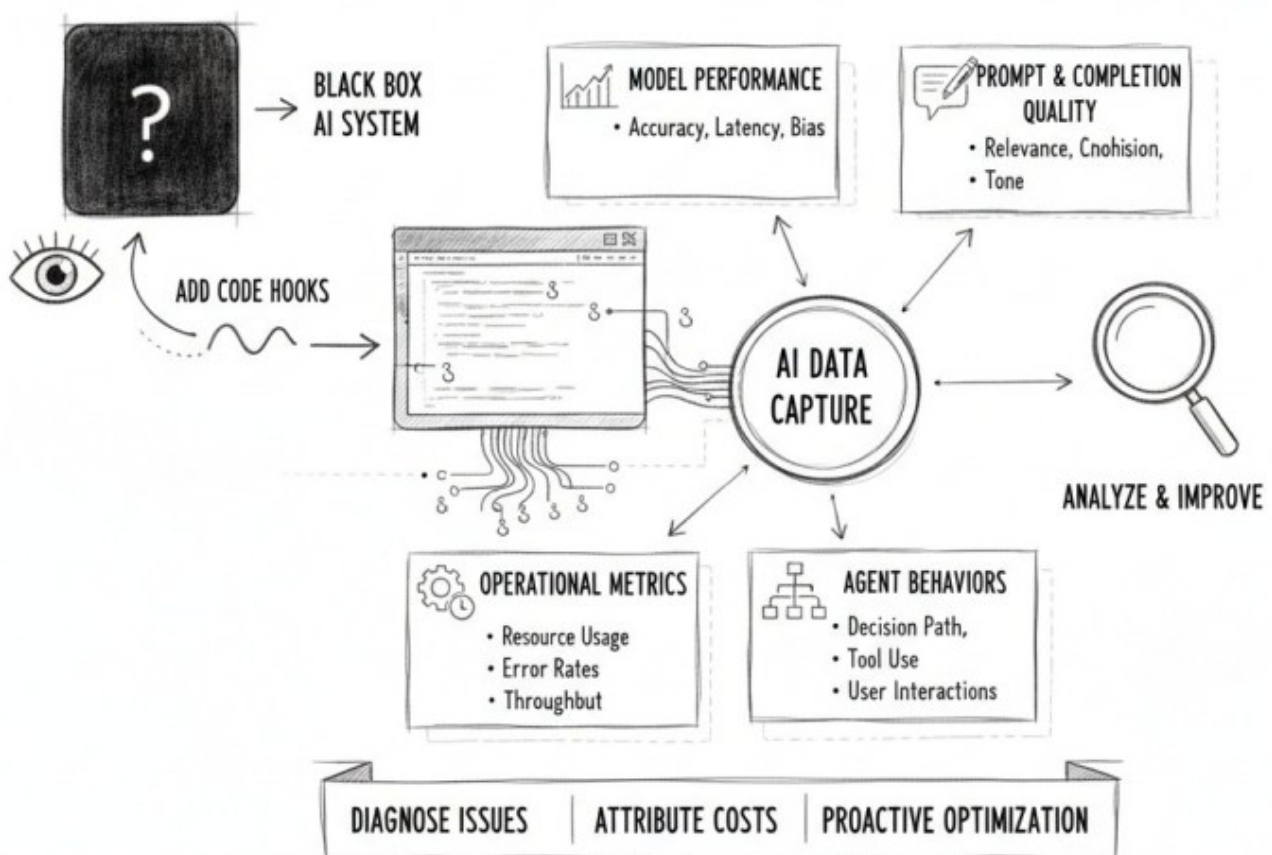 ?
BLACK BOX
AI SYSTEM
ADD CODE HOOKS
MODEL PERFORMANCE
• Accuracy, Latency, Bias
PROMPT & COMPLETION
QUALITY
• Relevance, Cnohision,
• Tone
AI DATA
CAPTURE
ANALYZE & IMPROVE
OPERATIONAL METRICS
• Resource Usage
• Error Rates
• Throughbut
AGENT BEHAVIORS
• Decision Path,
• Tool Use
• User Interactions
DIAGNOSE ISSUES | ATTRIBUTE COSTS | PROACTIVE OPTIMIZATION